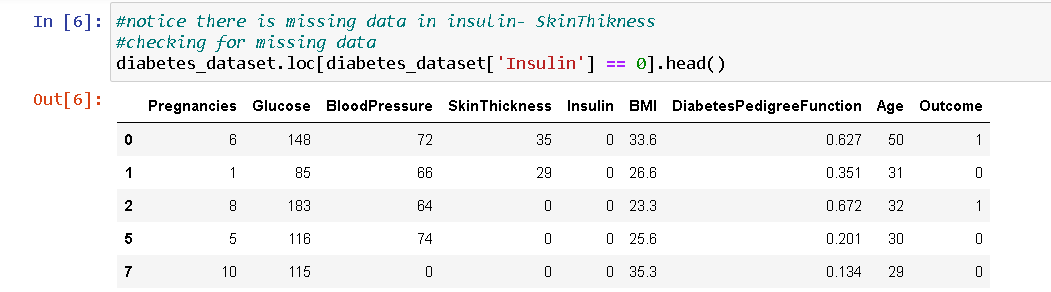 In [6]: #notice there is missing data in insulin- SkinThikness
#checking for missing data
diabetes_dataset.loc[diabetes_dataset['Insulin'] == 0].head()
Out[6]:
Pregnancies Glucose BloodPressure SkinThickness Insulin BMI DiabetesPedigreeFunction Age Outcome
0 6 148 72 35 0 33.6 0.627 50 1
1 1 85 66 29 0 26.6 0.351 31 0
2 8 183 64 0 0 23.3 0.672 32 1
5 5 116 74 0 0 25.6 0.201 30 0
7 10 115 0 0 0 35.3 0.134 29 0